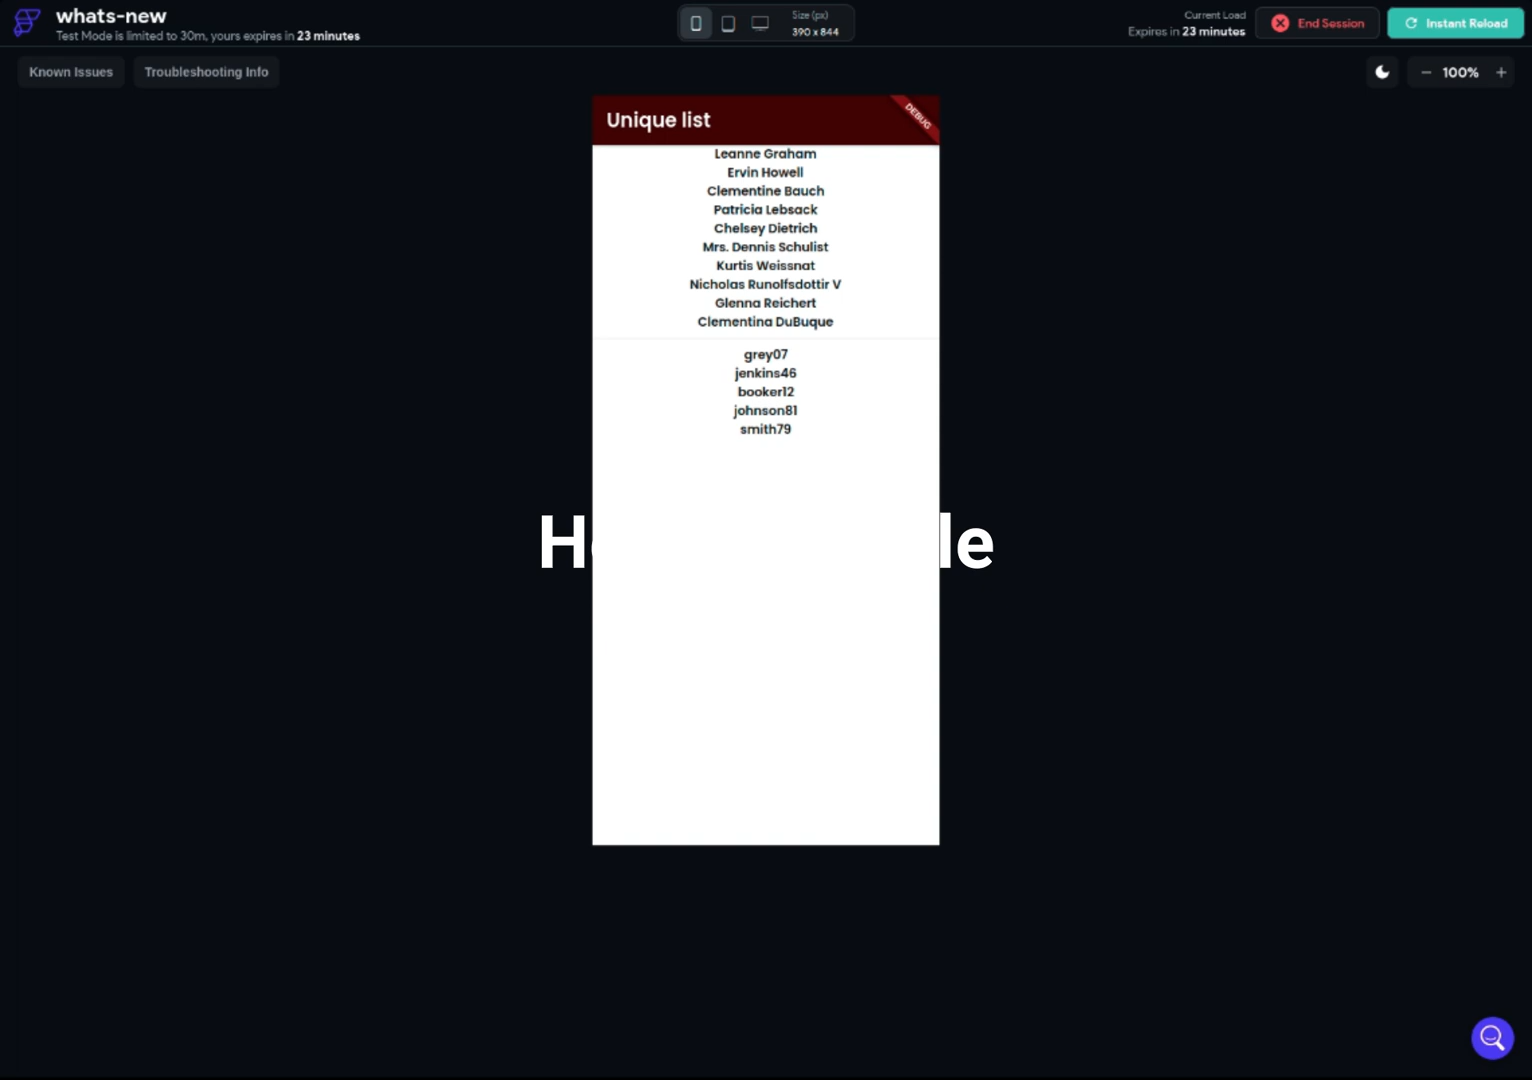 whats-new
Test Mode is limited to 30m, yours expires in 23 minutes
Size (px)
390 x 844
Current Load
Expires in 23 minutes
End Session
Instant Reload
Known Issues
Troubleshooting Info
100%
Unique list
DEBUG
Leanne Graham
Ervin Howell
Clementine Bauch
Patricia Lebsack
Chelsey Dietrich
Mrs. Dennis Schulist
Kurtis Weissnat
Nicholas Runolfsdottir V
Glenna Reichert
Clementina DuBuque
grey07
jenkins46
booker12
johnson81
smith79